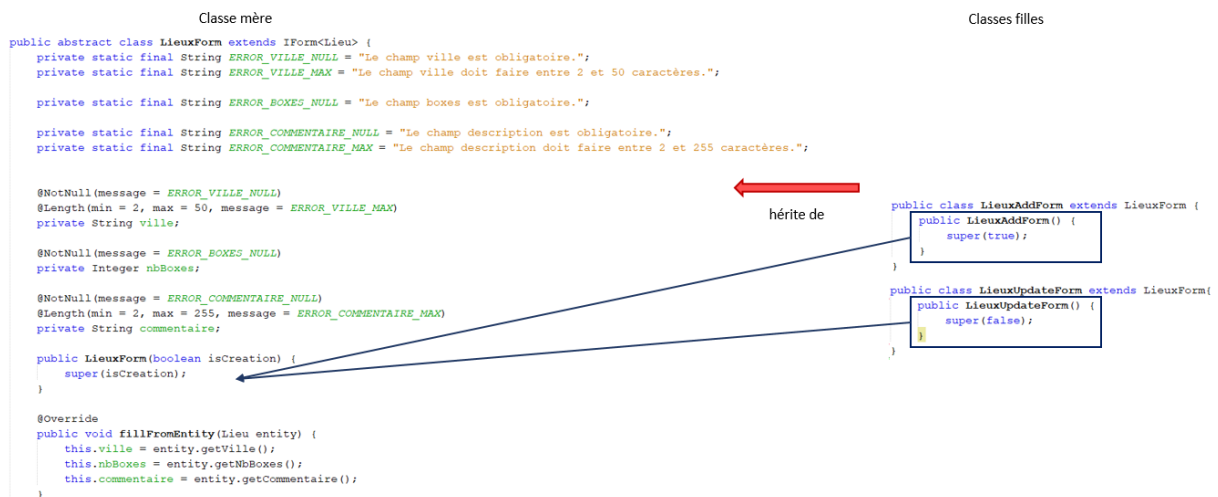 Classe mère
public abstract class LieuxForm extends IForm<Lieu> {
private static final String ERROR_VILLE_NULL = "Le champ ville est obligatoire.";
private static final String ERROR_VILLE_MAX = "Le champ ville doit faire entre 2 et 50 caractères.";
private static final String ERROR_BOXES_NULL = "Le champ boxes est obligatoire.";
private static final String ERROR_COMMENTAIRE_NULL = "Le champ description est obligatoire.";
private static final String ERROR_COMMENTAIRE_MAX = "Le champ description doit faire entre 2 et 255 caractères.";
@NotNull(message = ERROR_VILLE_NULL)
@Length(min = 2, max = 50, message = ERROR_VILLE_MAX)
private String ville;
@NotNull(message = ERROR_BOXES_NULL)
private Integer nbBoxes;
@NotNull(message = ERROR_COMMENTAIRE_NULL)
@Length(min = 2, max = 255, message = ERROR_COMMENTAIRE_MAX)
private String commentaire;
public LieuxForm(boolean isCreation) {
super(isCreation);
}
@Override
public void fillFromEntity(Lieu entity) {
this.ville = entity.getVille();
this.nbBoxes = entity.getNbBoxes();
this.commentaire = entity.getCommentaire();
}
hérite de
Classes filles
public class LieuxAddForm extends LieuxForm {
public LieuxAddForm() {
super(true);
}
}
public class LieuxUpdateForm extends LieuxForm{
public LieuxUpdateForm() {
super(false);
}
}